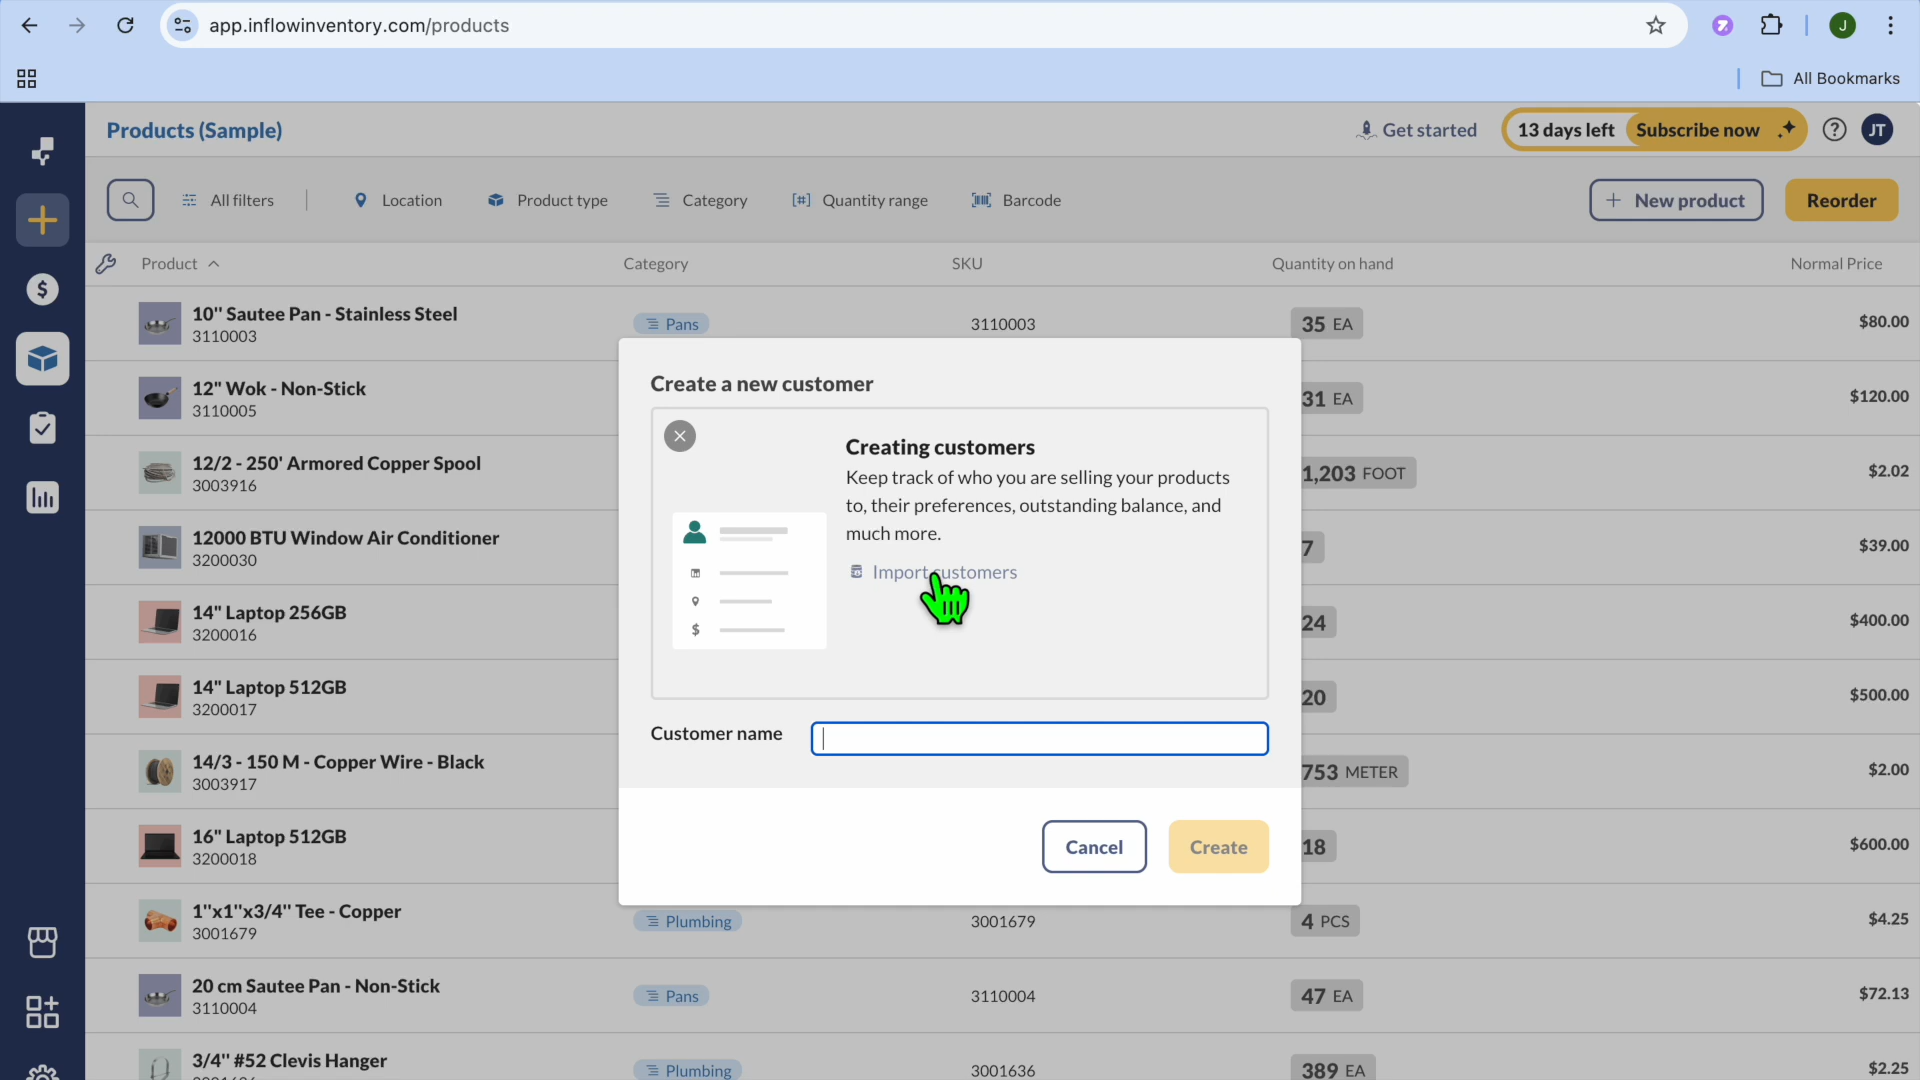 app.inflowinventory.com/products
J
All Bookmarks
Products (Sample)
Get started
13 days left
Subscribe now
?
JT
All filters
Location
Product type
Category
Quantity range
Barcode
+ New product
Reorder
Product
Category
SKU
Quantity on hand
Normal Price
10'' Sautee Pan - Stainless Steel
3110003
Pans
3110003
35 EA
$80.00
12" Wok - Non-Stick
3110005
31 EA
$120.00
12/2 - 250' Armored Copper Spool
3003916
1,203 FOOT
$2.02
12000 BTU Window Air Conditioner
3200030
7
$39.00
14" Laptop 256GB
3200016
24
$400.00
14" Laptop 512GB
3200017
20
$500.00
14/3 - 150 M - Copper Wire - Black
3003917
753 METER
$2.00
16" Laptop 512GB
3200018
18
$600.00
1''x1''x3/4'' Tee - Copper
3001679
Plumbing
3001679
4 PCS
$4.25
20 cm Sautee Pan - Non-Stick
3110004
Pans
3110004
47 EA
$72.13
3/4'' #52 Clevis Hanger
Plumbing
3001636
389 EA
$2.25
Create a new customer
Creating customers
Keep track of who you are selling your products
to, their preferences, outstanding balance, and
much more.
Import customers
$
Customer name
Cancel
Create